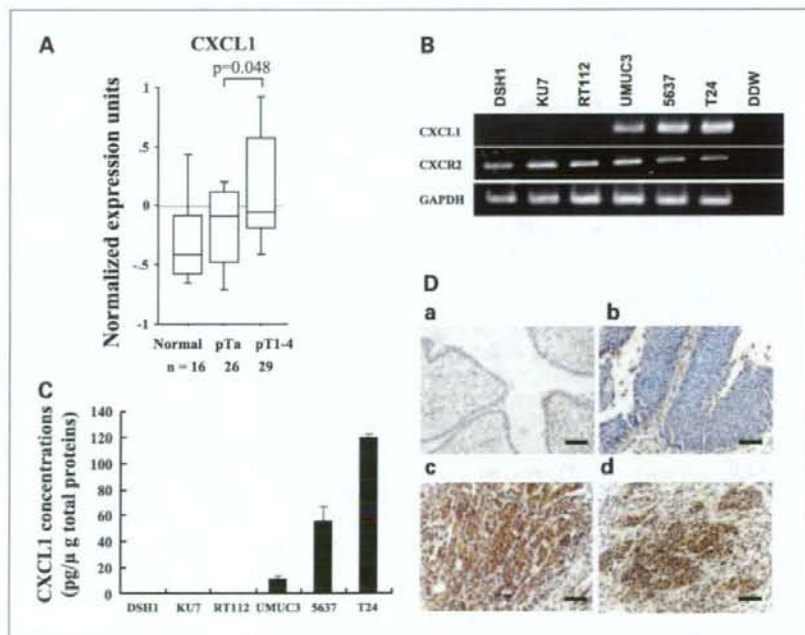 A
CXCL1
p=0.048
Normalized expression units
1
.5
0
-.5
-1
Normal pTa pT1-4
n = 16 26 29
B
DSH1 KU7 RT112 UMUC3 5637 T24 DDW
CXCL1
CXCR2
GAPDH
C
CXCL1 concentrations
(pg/μ g total proteins)
140
120
100
80
60
40
20
0
DSH1 KU7 RT112 UMUC3 5637 T24
D
a b
c d